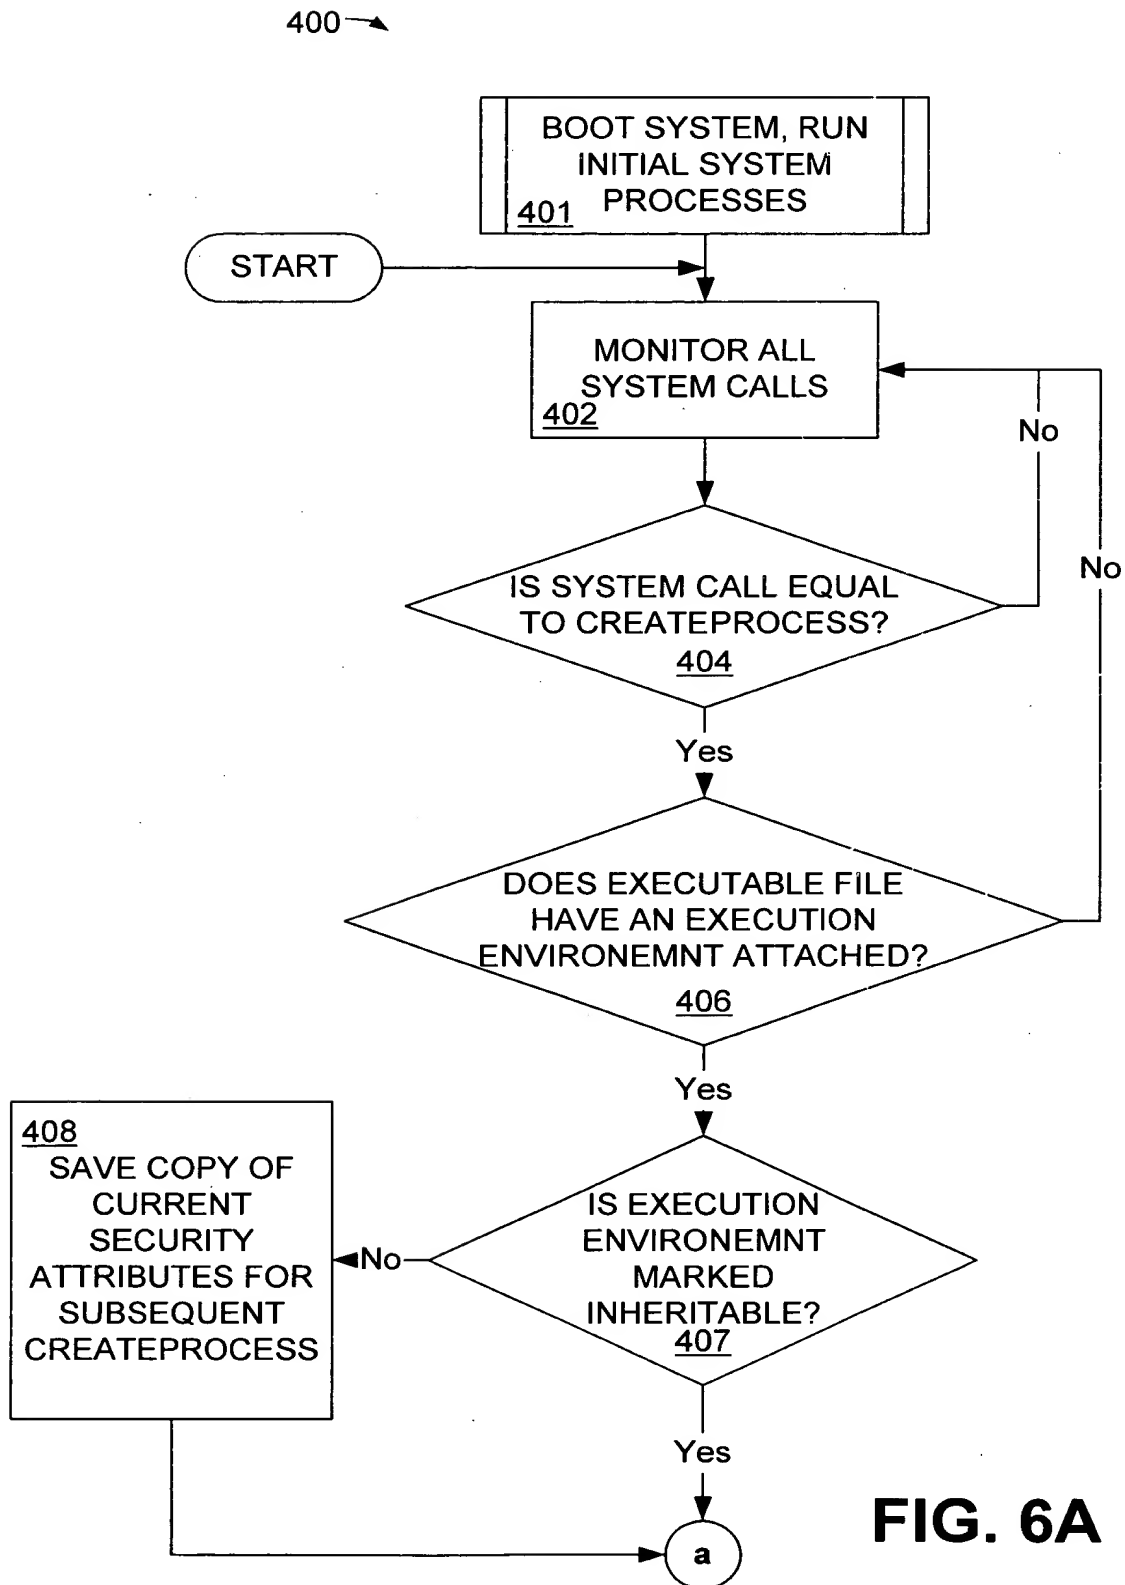 400
BOOT SYSTEM, RUN
INITIAL SYSTEM
PROCESSES
401
START
MONITOR ALL
SYSTEM CALLS
402
No
No
IS SYSTEM CALL EQUAL
TO CREATEPROCESS?
404
Yes
DOES EXECUTABLE FILE
HAVE AN EXECUTION
ENVIRONEMNT ATTACHED?
406
Yes
408
SAVE COPY OF
CURRENT
SECURITY
ATTRIBUTES FOR
SUBSEQUENT
CREATEPROCESS
No
IS EXECUTION
ENVIRONEMNT
MARKED
INHERITABLE?
407
Yes
a
FIG. 6A